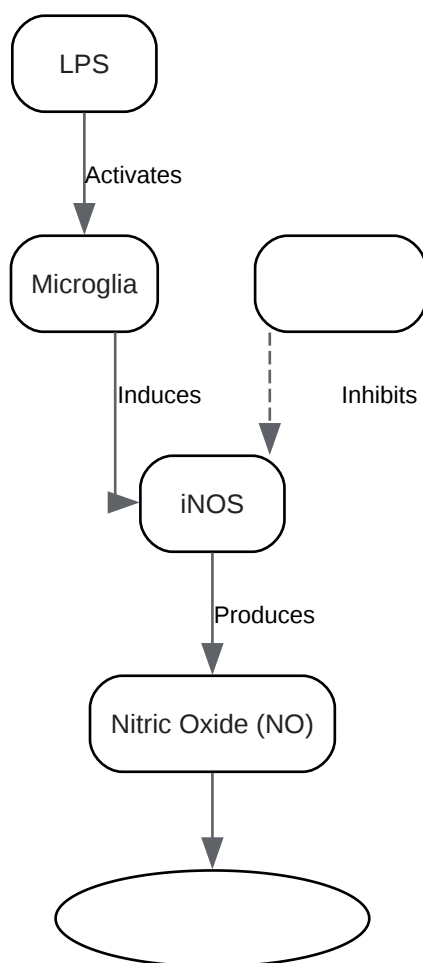 LPS
Activates
Microglia
Induces
Inhibits
iNOS
Produces
Nitric Oxide (NO)